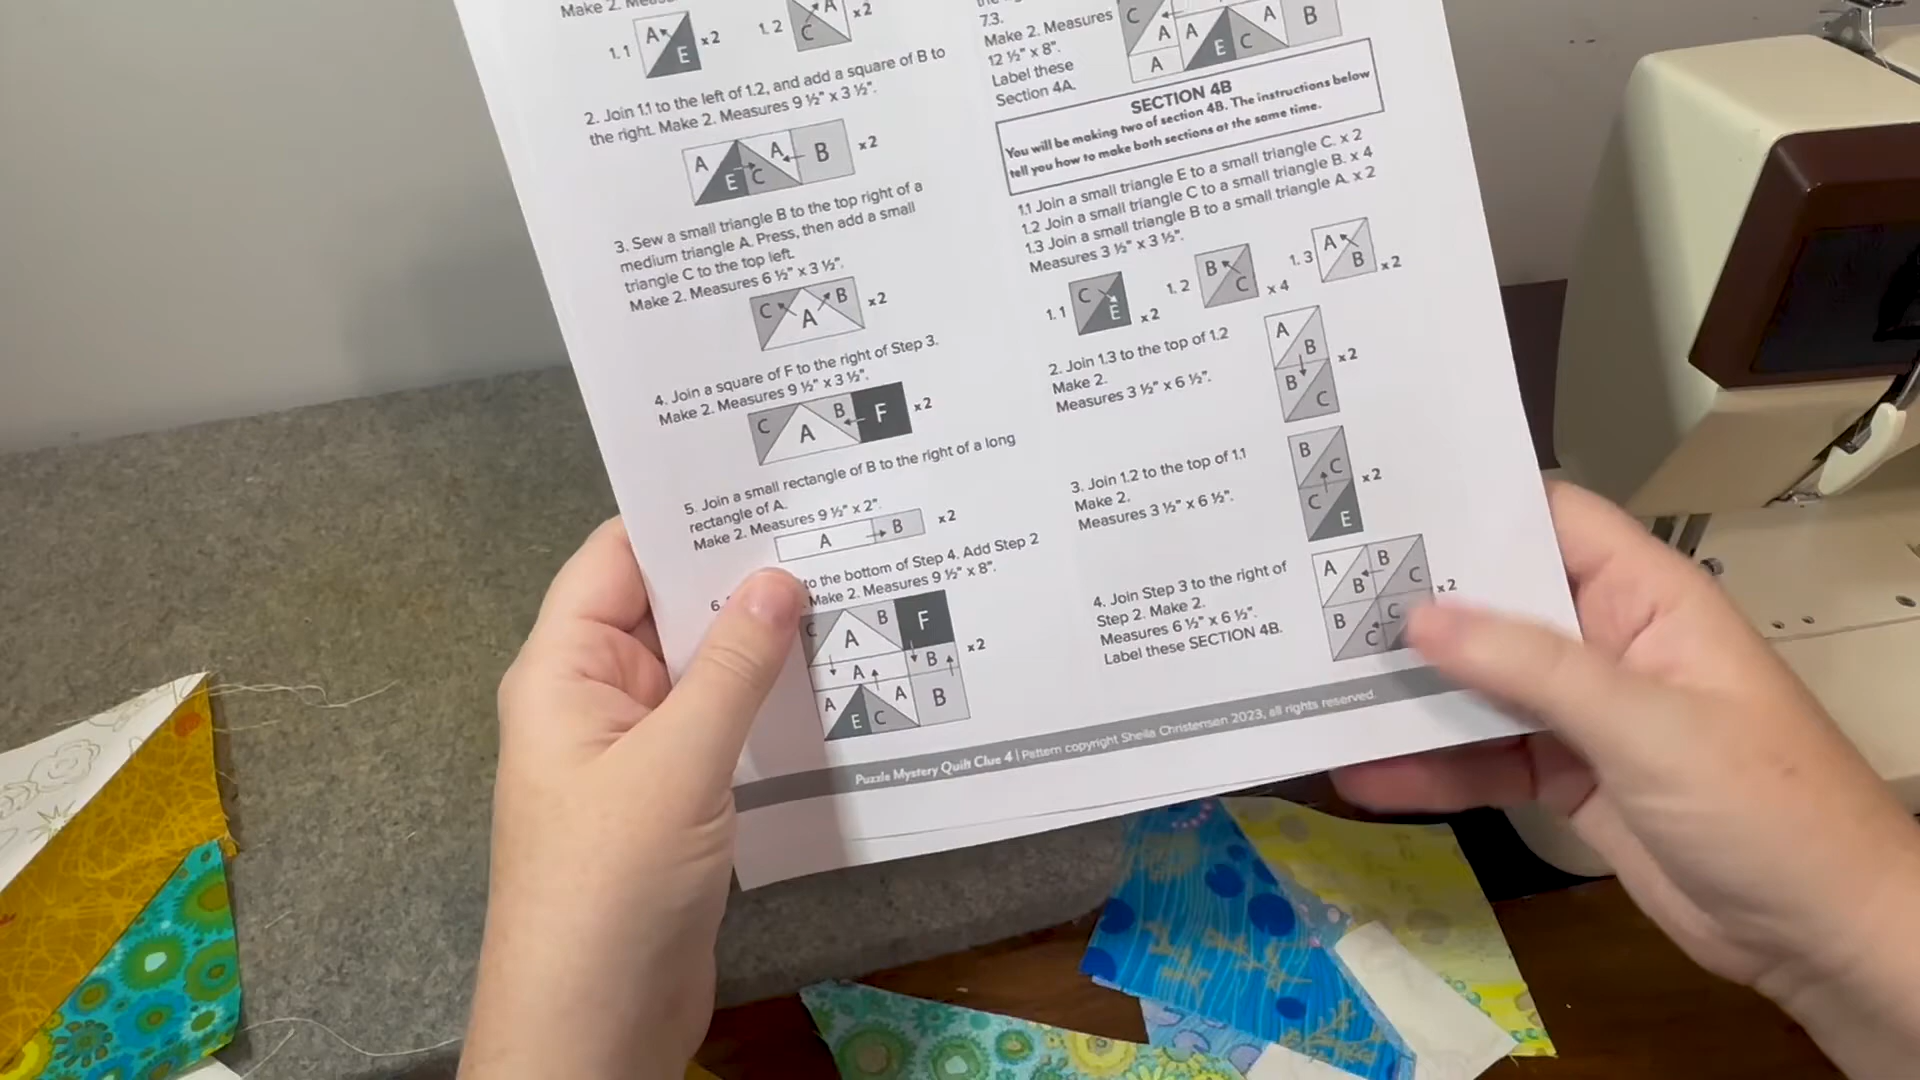 Make 2.
1. 1 A E x2
1. 2 A C x2
2. Join 1.1 to the left of 1.2, and add a square of B to
the right. Make 2. Measures 9 ½" x 3 ½".
A E C A B x2
3. Sew a small triangle B to the top right of a
medium triangle A. Press, then add a small
triangle C to the top left.
Make 2. Measures 6 ½" x 3 ½".
C A B x2
4. Join a square of F to the right of Step 3.
Make 2. Measures 9 ½" x 3 ½".
C A B F x2
5. Join a small rectangle of B to the right of a long
rectangle of A.
Make 2. Measures 9 ½" x 2".
A B x2
6. to the bottom of Step 4. Add Step 2
Make 2. Measures 9 ½" x 8".
C A B F
A B x2
A E C A B
7.3.
Make 2. Measures
12 ½" x 8".
Label these
Section 4A.
C A A E C A B
A
SECTION 4B
You will be making two of section 4B. The instructions below
tell you how to make both sections at the same time.
1.1 Join a small triangle E to a small triangle C. x 2
1.2 Join a small triangle C to a small triangle B. x 4
1.3 Join a small triangle B to a small triangle A. x 2
Measures 3 ½" x 3 ½".
1. 1 C E x2
1. 2 B C x 4
1. 3 A B x2
2. Join 1.3 to the top of 1.2
Make 2.
Measures 3 ½" x 6 ½".
A B
B C
x2
3. Join 1.2 to the top of 1.1
Make 2.
Measures 3 ½" x 6 ½".
B C
C E
x2
4. Join Step 3 to the right of
Step 2. Make 2.
Measures 6 ½" x 6 ½".
Label these SECTION 4B.
A B B C
B C C
x2
Puzzle Mystery Quilt Clue 4 | Pattern copyright Sheila Christensen 2023, all rights reserved.